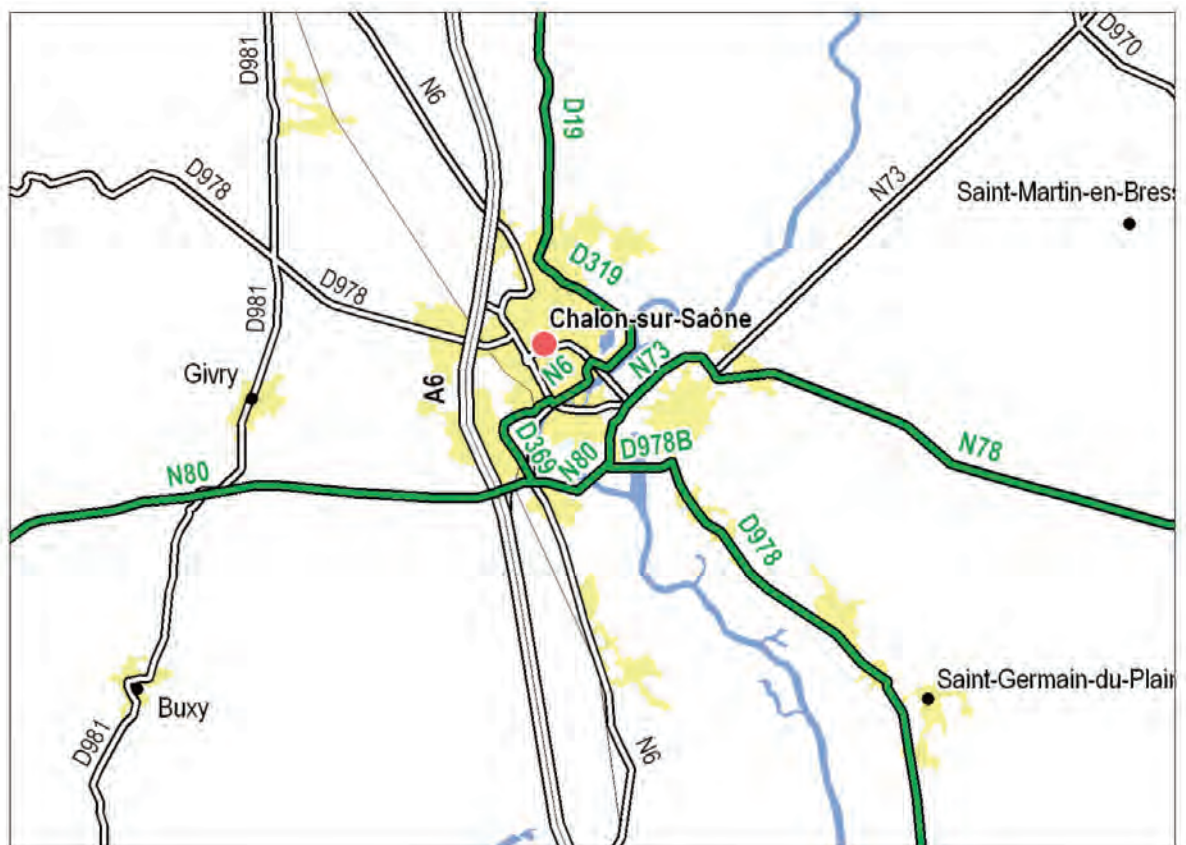 D981
N6
D19
D970
D978
N73
Saint-Martin-en-Bress
D319
D978
D981
Chalon-sur-Saône
N6
N73
Givry
A6
D369
N80
D978B
N78
N80
D978
Saint-Germain-du-Plain
Buxy
D981
N6